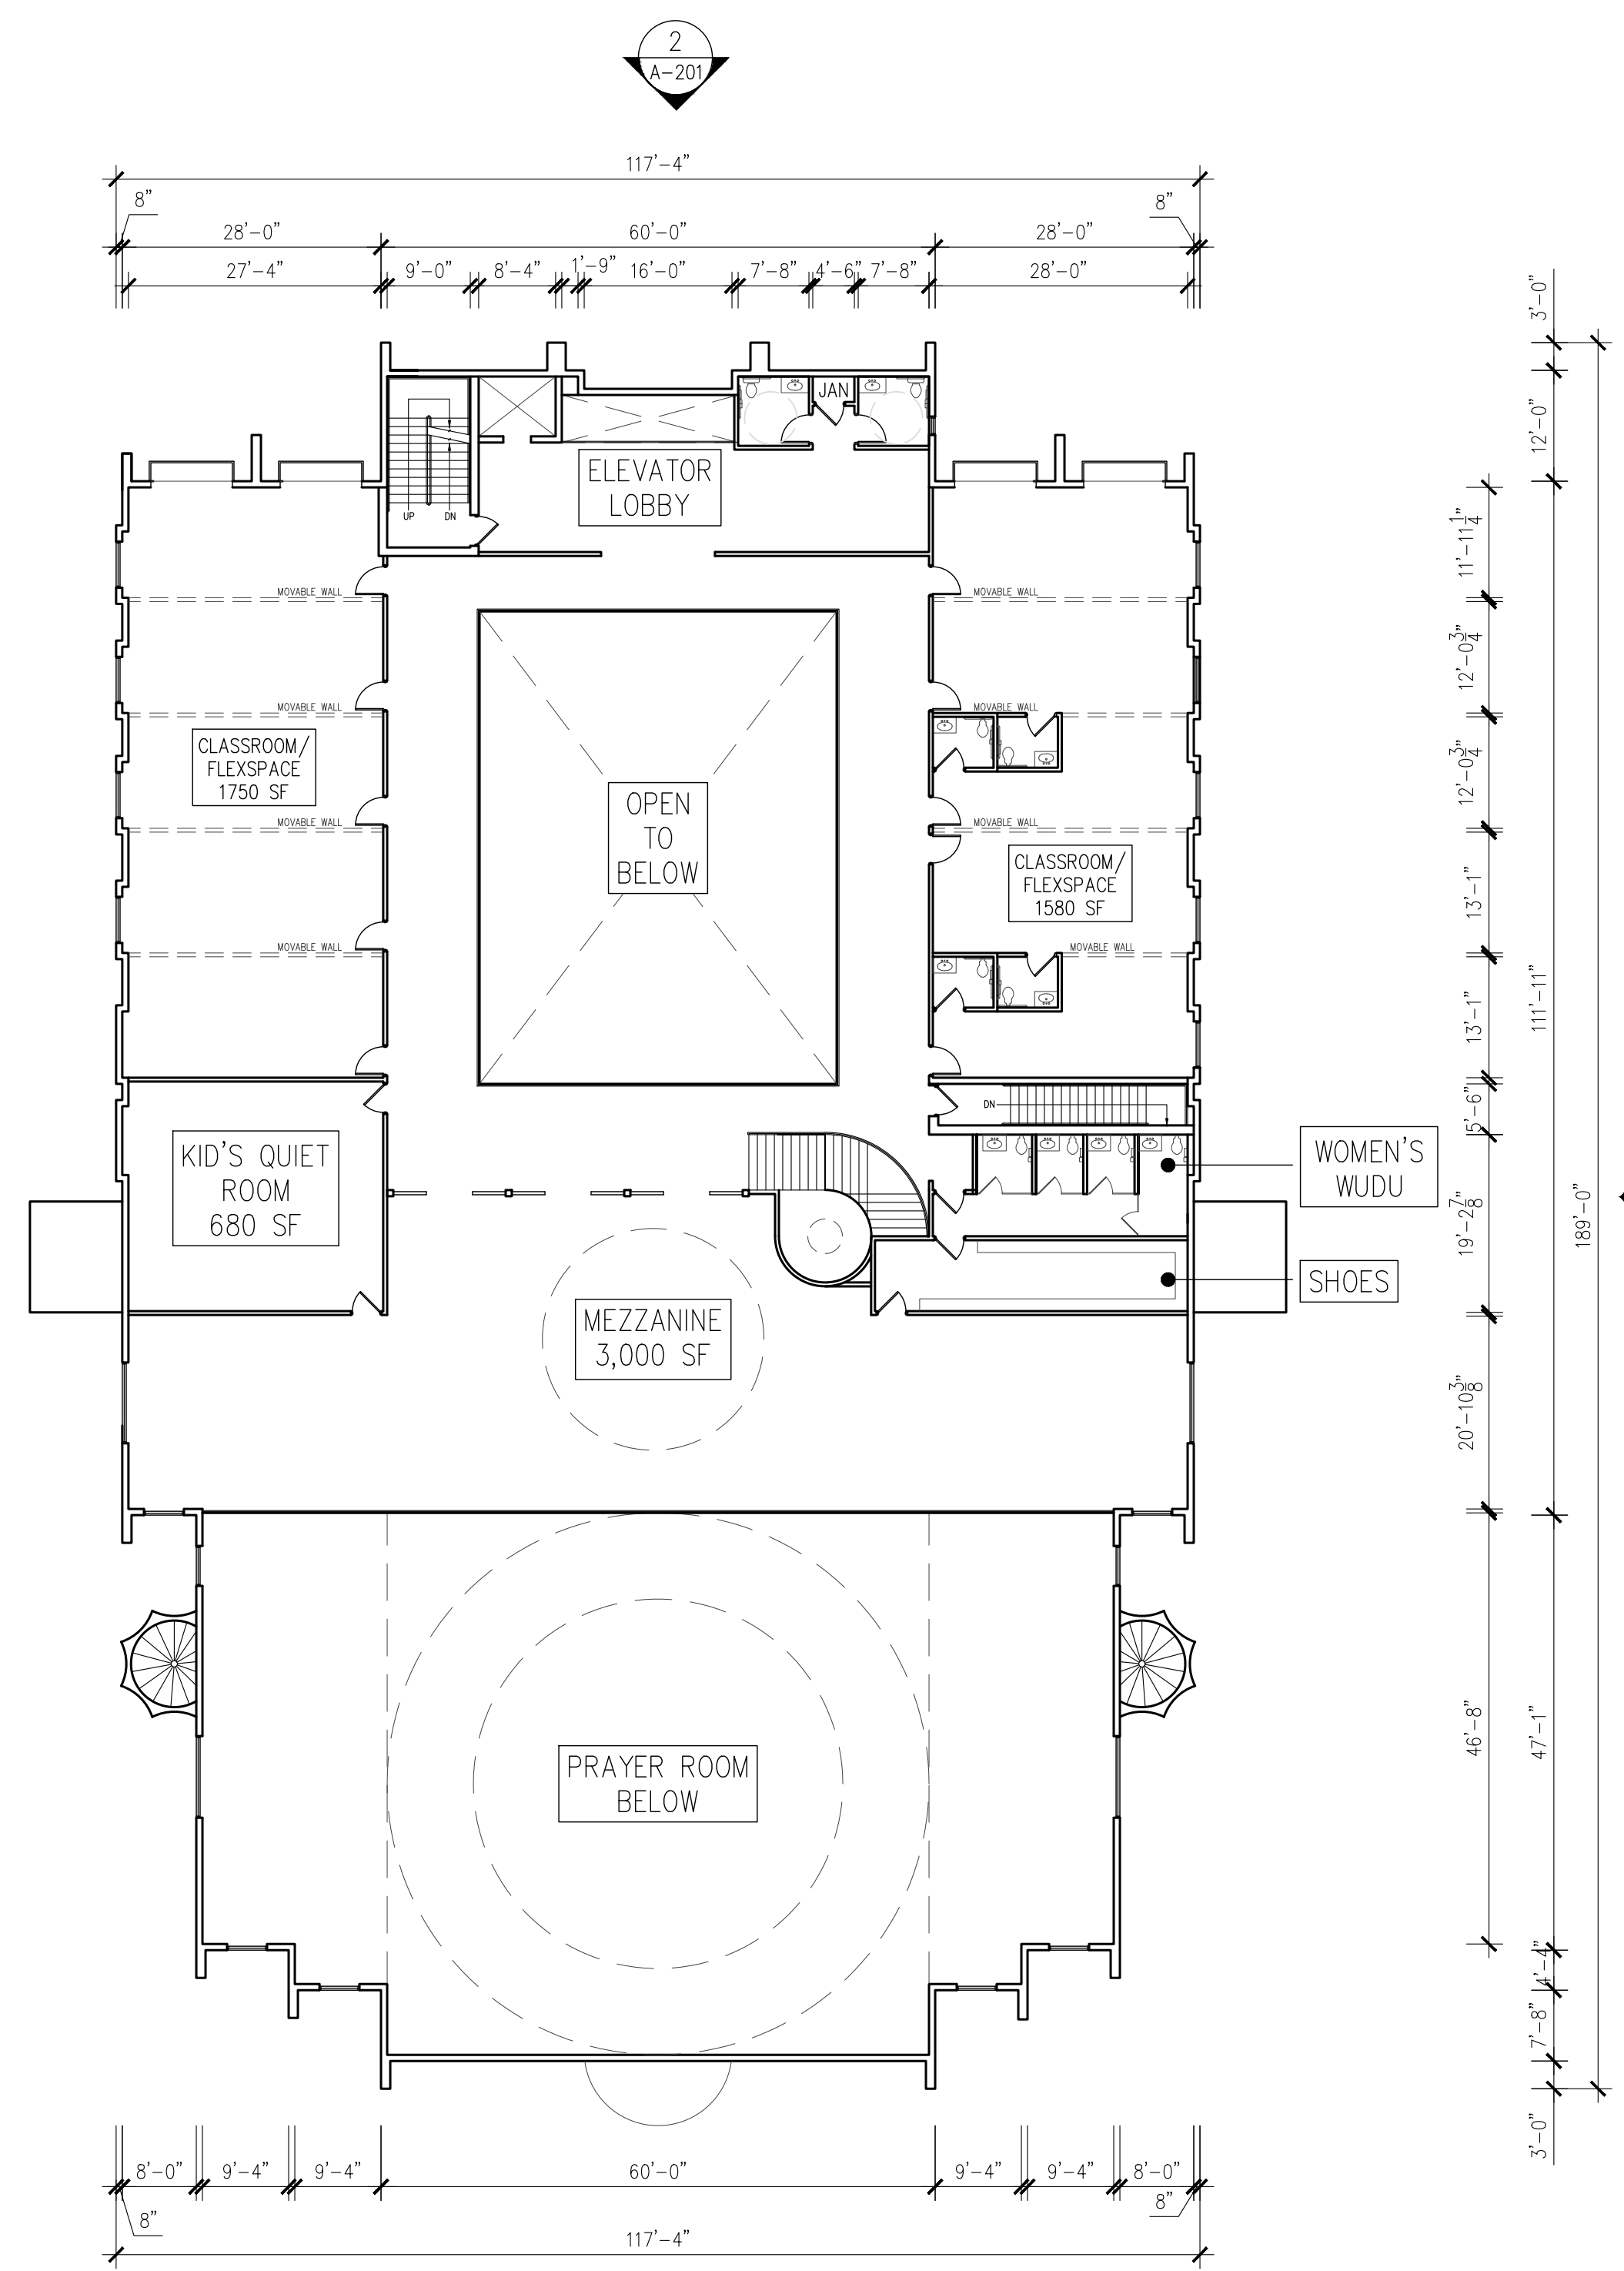 2
A-201
117'-4"
8"
8"
28'-0"
60'-0"
28'-0"
27'-4"
9'-0"
8'-4"
1'-9"
16'-0"
7'-8"
4'-6"
7'-8"
28'-0"
3'-0"
12'-0"
JAN
ELEVATOR
LOBBY
UP
DN
11'-11 1/4"
MOVABLE WALL
MOVABLE WALL
12'-0 3/4"
MOVABLE WALL
MOVABLE WALL
CLASSROOM/
FLEXSPACE
1750 SF
12'-0 3/4"
OPEN
TO
BELOW
MOVABLE WALL
MOVABLE WALL
CLASSROOM/
FLEXSPACE
1580 SF
13'-1"
MOVABLE WALL
MOVABLE WALL
13'-1"
111'-11"
DN
5'-6"
KID'S QUIET
ROOM
680 SF
WOMEN'S
WUDU
189'-0"
19'-2 7/8"
SHOES
MEZZANINE
3,000 SF
20'-10 3/8"
46'-8"
47'-1"
PRAYER ROOM
BELOW
4'-4"
7'-8"
3'-0"
8'-0"
9'-4"
9'-4"
60'-0"
9'-4"
9'-4"
8'-0"
8"
8"
117'-4"